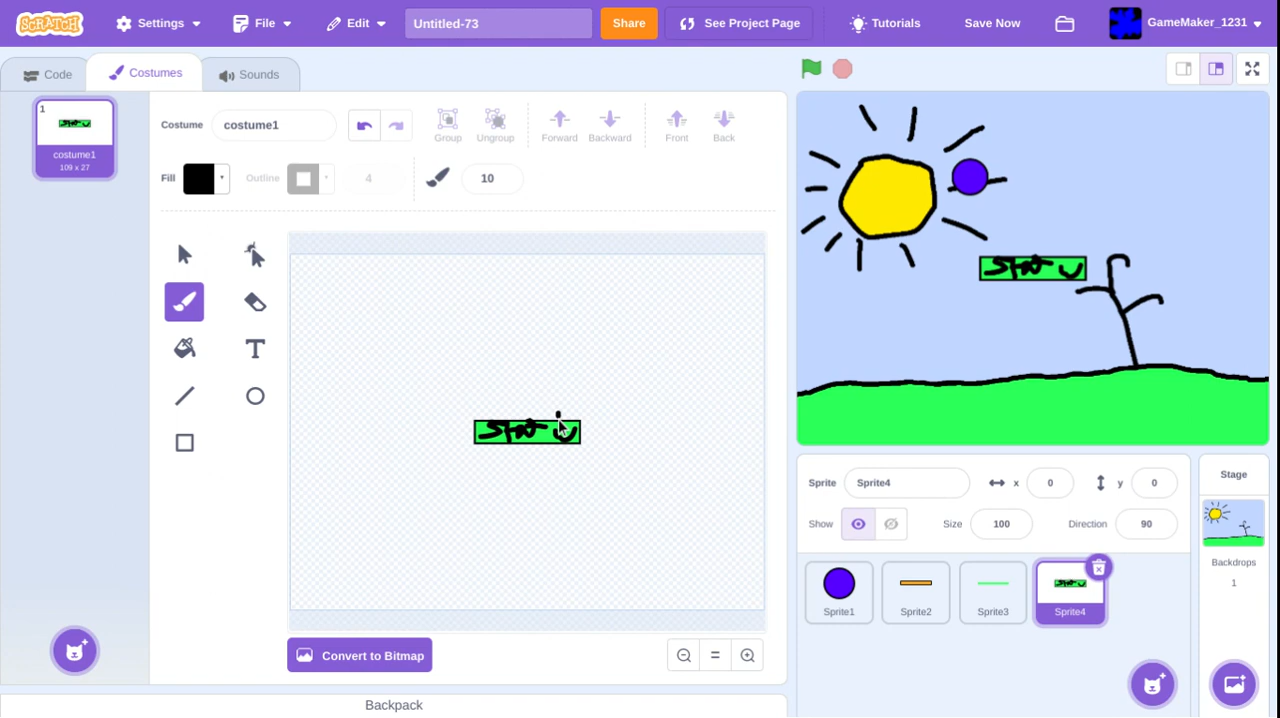 SCRATCH Settings File Edit Untitled-73 Share See Project Page Tutorials Save Now GameMaker_1231
Code Costumes Sounds
1
costume1
109 x 27
Costume costume1 Group Ungroup Forward Backward Front Back
Fill Outline 4 10
T
Convert to Bitmap
Backpack
Sprite Sprite4 x 0 y 0
Show Size 100 Direction 90
Sprite1 Sprite2 Sprite3 Sprite4
Stage
Backdrops
1